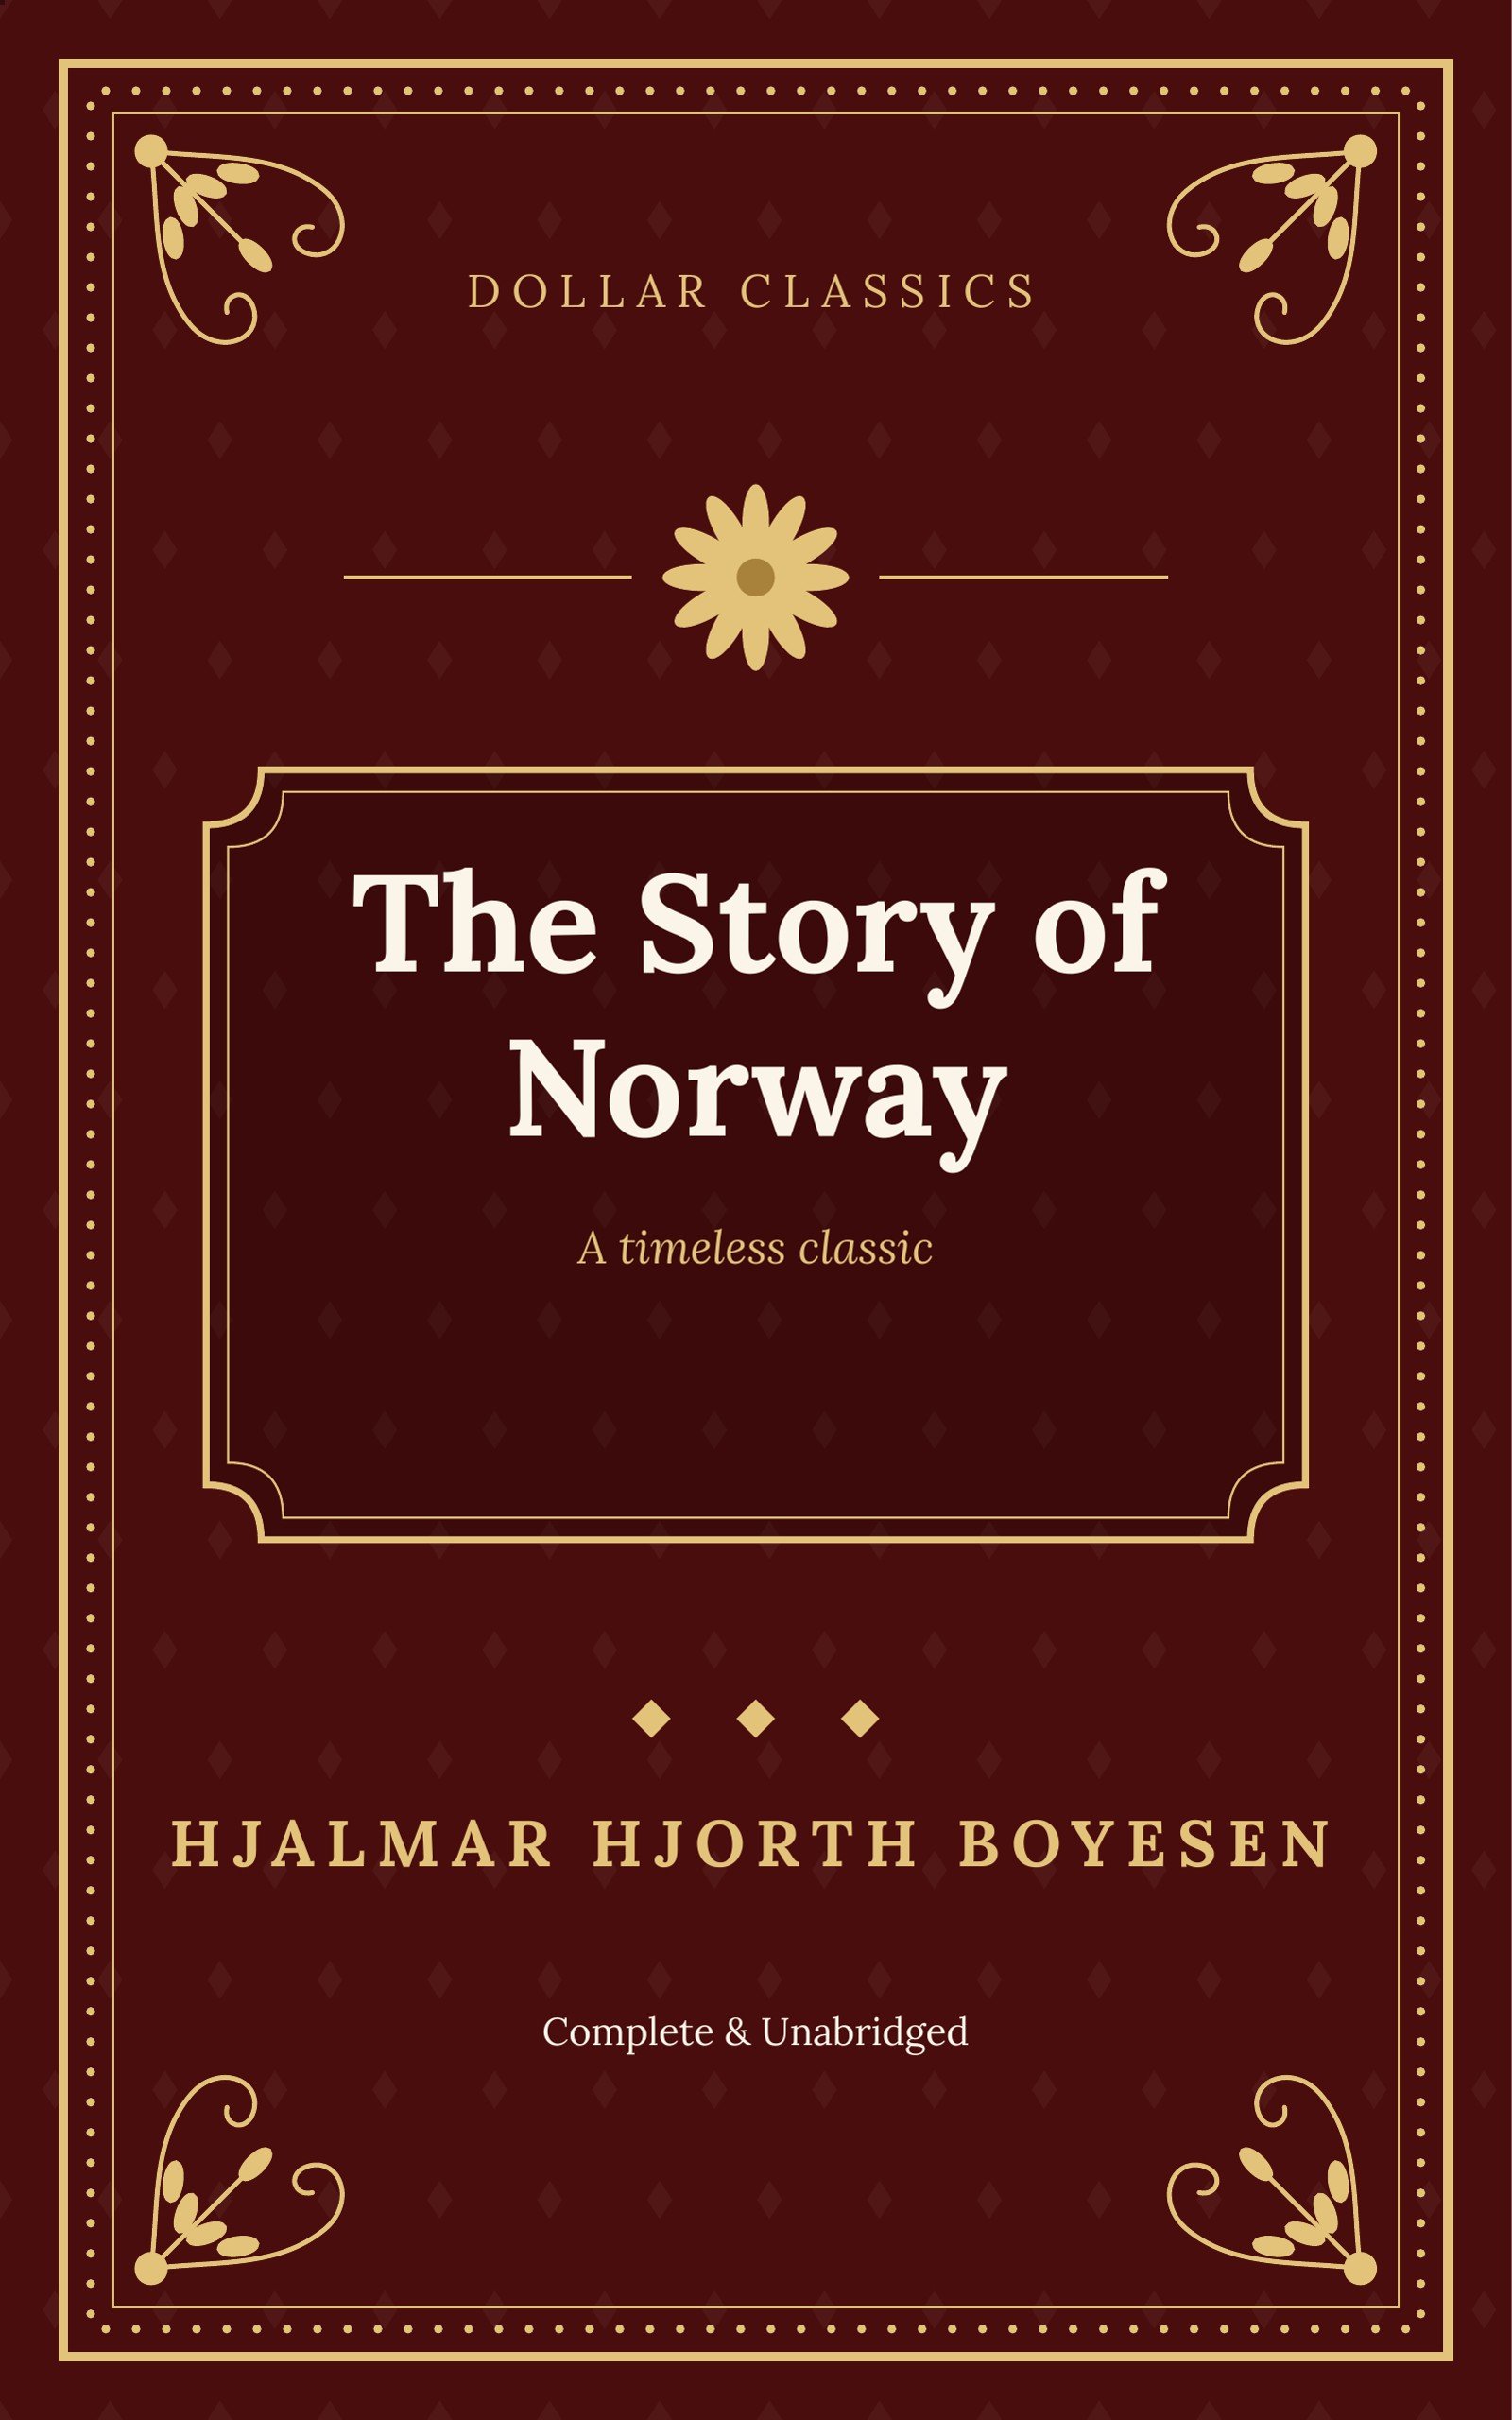 DOLLAR CLASSICS
The Story of
Norway
A timeless classic
HJALMAR HJORTH BOYESEN
Complete & Unabridged